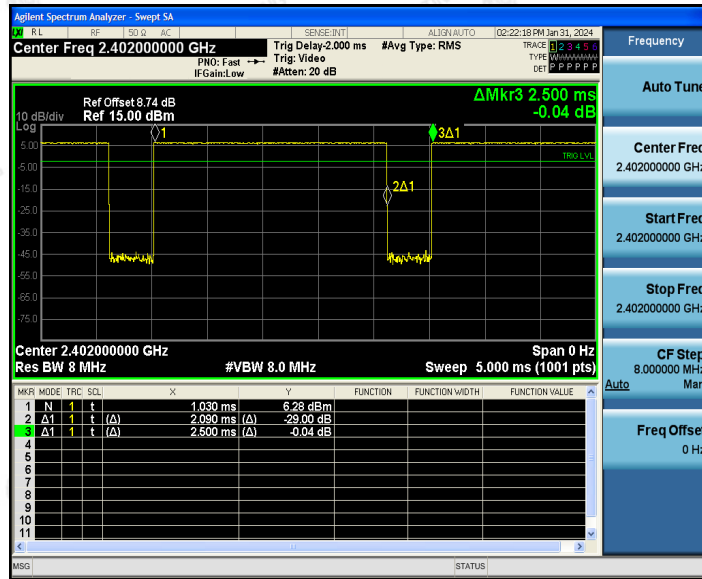 Agilent Spectrum Analyzer - Swept SA
LXI RL RF 50 Ω AC SENSE:INT ALIGNAUTO 02:22:18 PM Jan 31, 2024
Center Freq 2.402000000 GHz
PNO: Fast
IFGain:Low
Trig Delay-2.000 ms
Trig: Video
#Atten: 20 dB
#Avg Type: RMS
TRACE 1 2 3 4 5 6
TYPE
DET P P P P P P
ΔMkr3 2.500 ms
-0.04 dB
Ref Offset 8.74 dB
10 dB/div Ref 15.00 dBm
Log
1
3Δ1
2Δ1
TRIG LVL
5.00
-5.00
-15.0
-25.0
-35.0
-45.0
-55.0
-65.0
-75.0
Center 2.402000000 GHz Span 0 Hz
Res BW 8 MHz #VBW 8.0 MHz Sweep 5.000 ms (1001 pts)
MKR MODE TRC SCL X Y FUNCTION FUNCTION WIDTH FUNCTION VALUE
1 N 1 t 1.030 ms 6.28 dBm
2 Δ1 1 t (Δ) 2.090 ms (Δ) -29.00 dB
3 Δ1 1 t (Δ) 2.500 ms (Δ) -0.04 dB
4
5
6
7
8
9
10
11
MSG STATUS
Frequency
Auto Tune
Center Freq
2.402000000 GHz
Start Freq
2.402000000 GHz
Stop Freq
2.402000000 GHz
CF Step
8.000000 MHz
Auto Man
Freq Offset
0 Hz